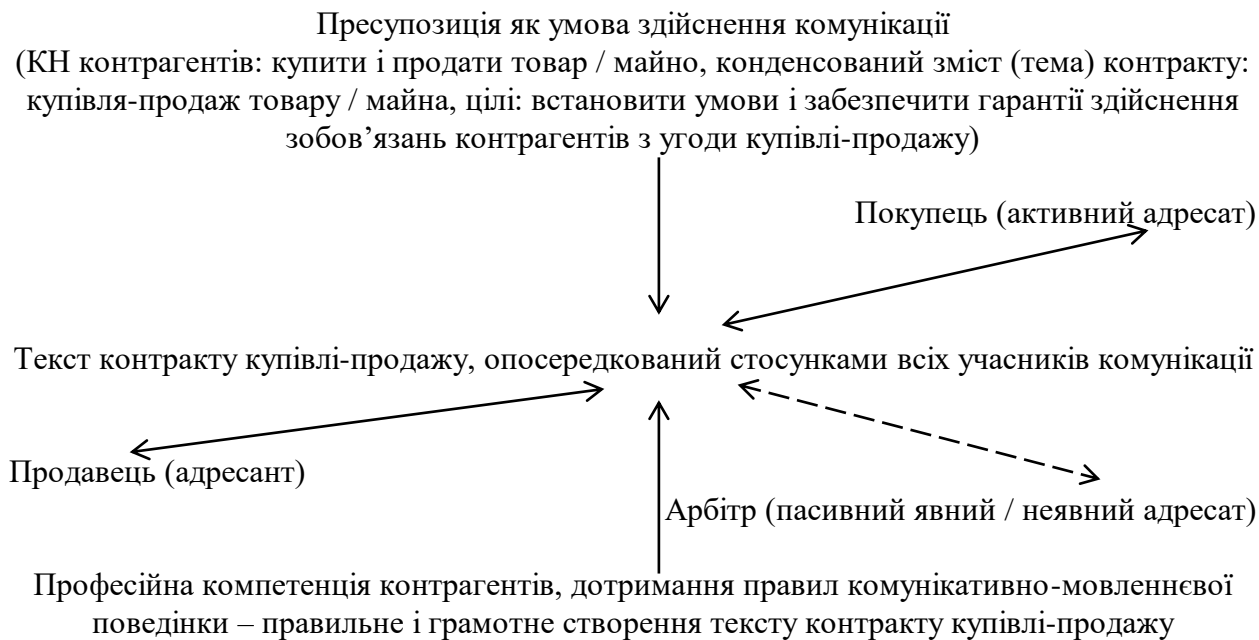 Пресупозиція як умова здійснення комунікації
(КН контрагентів: купити і продати товар / майно, конденсований зміст (тема) контракту:
купівля-продаж товару / майна, цілі: встановити умови і забезпечити гарантії здійснення
зобов’язань контрагентів з угоди купівлі-продажу)
Покупець (активний адресат)
Текст контракту купівлі-продажу, опосередкований стосунками всіх учасників комунікації
Продавець (адресант)
Арбітр (пасивний явний / неявний адресат)
Професійна компетенція контрагентів, дотримання правил комунікативно-мовленнєвої
поведінки – правильне і грамотне створення тексту контракту купівлі-продажу